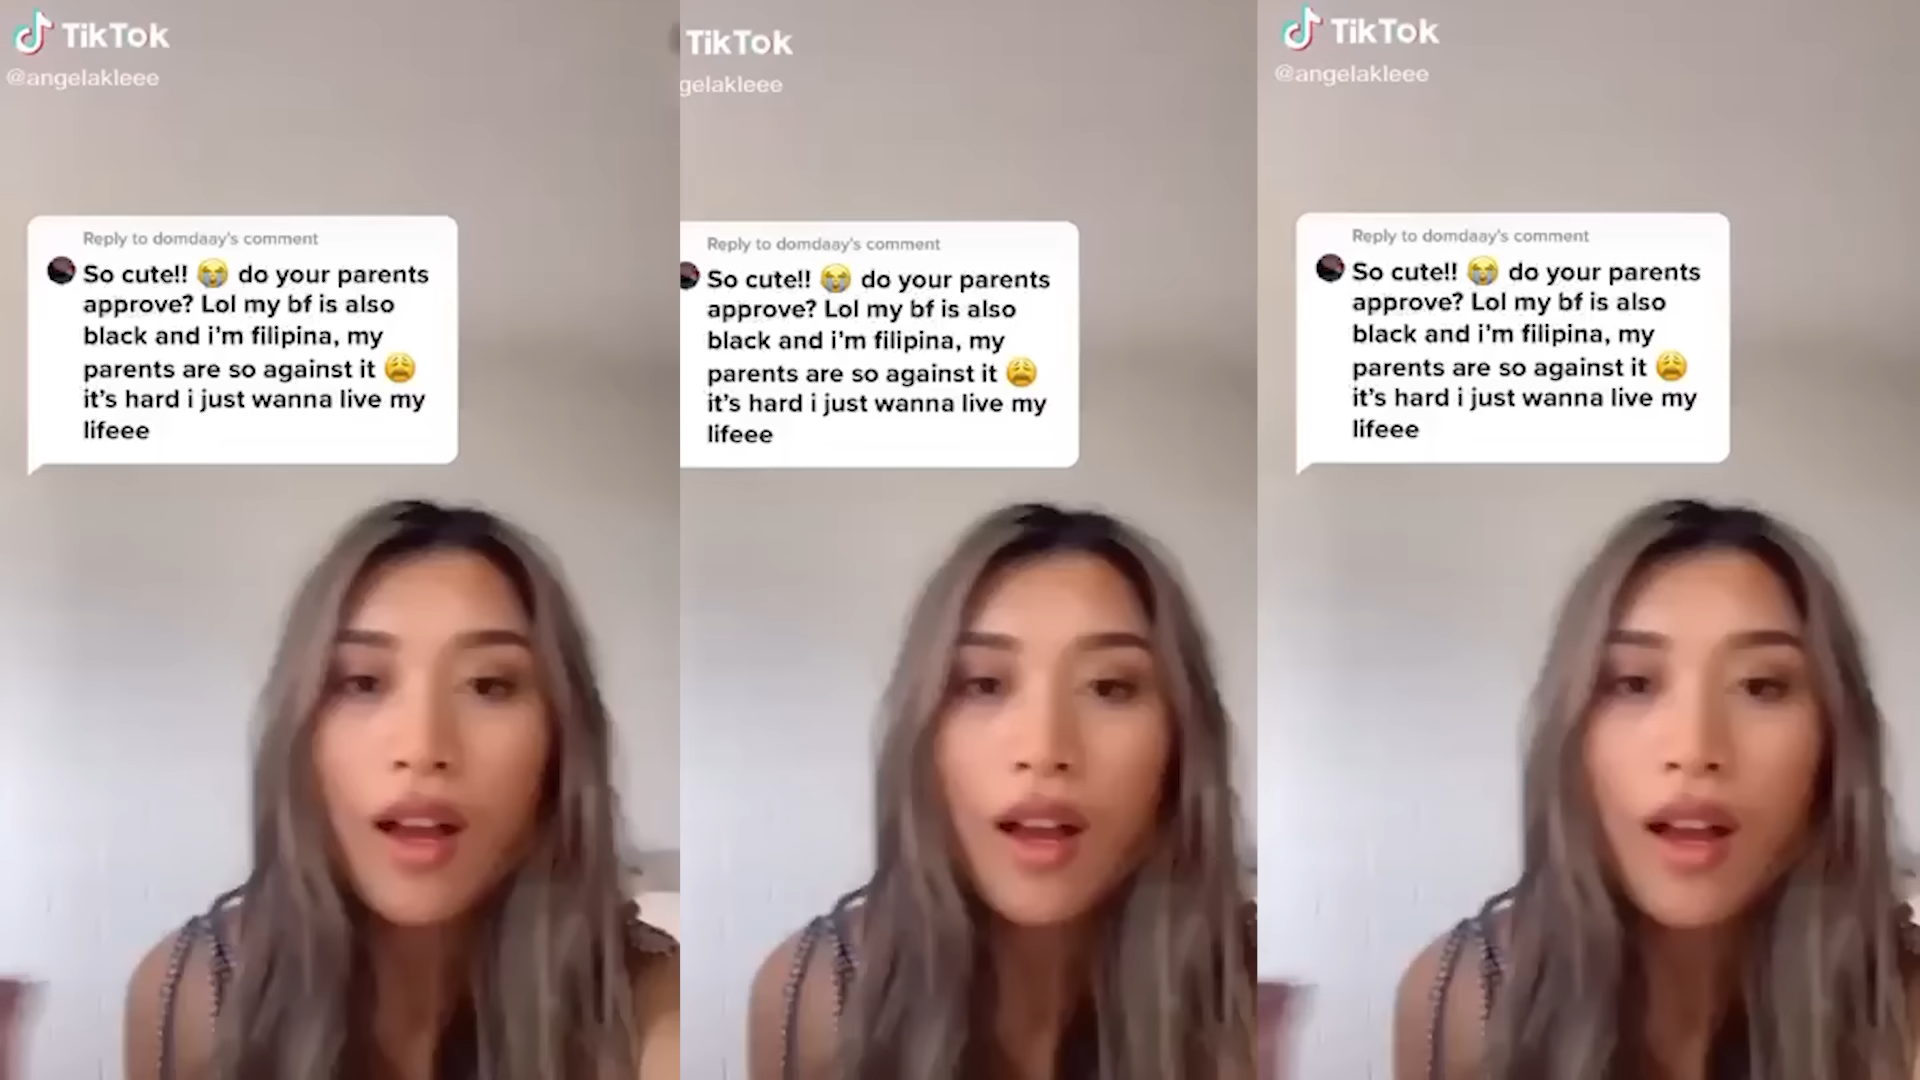 TikTok
@angelakleee
Reply to domdaay's comment
So cute!! 😭 do your parents
approve? Lol my bf is also
black and i'm filipina, my
parents are so against it 😩
it's hard i just wanna live my
lifeee
TikTok
gelakleee
Reply to domdaay's comment
So cute!! 😭 do your parents
approve? Lol my bf is also
black and i'm filipina, my
parents are so against it 😩
it's hard i just wanna live my
lifeee
TikTok
@angelakleee
Reply to domdaay's comment
So cute!! 😭 do your parents
approve? Lol my bf is also
black and i'm filipina, my
parents are so against it 😩
it's hard i just wanna live my
lifeee